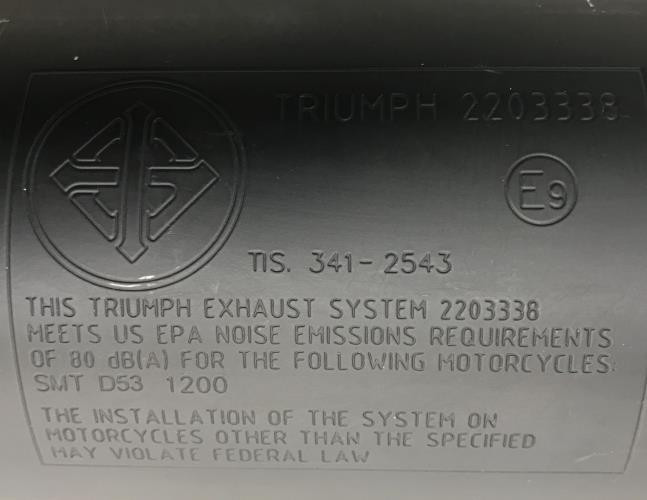 TRIUMPH 2203338
E9
TIS. 341-2543
THIS TRIUMPH EXHAUST SYSTEM 2203338
MEETS US EPA NOISE EMISSIONS REQUIREMENTS
OF 80 dB(A) FOR THE FOLLOWING MOTORCYCLES:
SMT D53 1200
THE INSTALLATION OF THE SYSTEM ON
MOTORCYCLES OTHER THAN THE SPECIFIED
MAY VIOLATE FEDERAL LAW